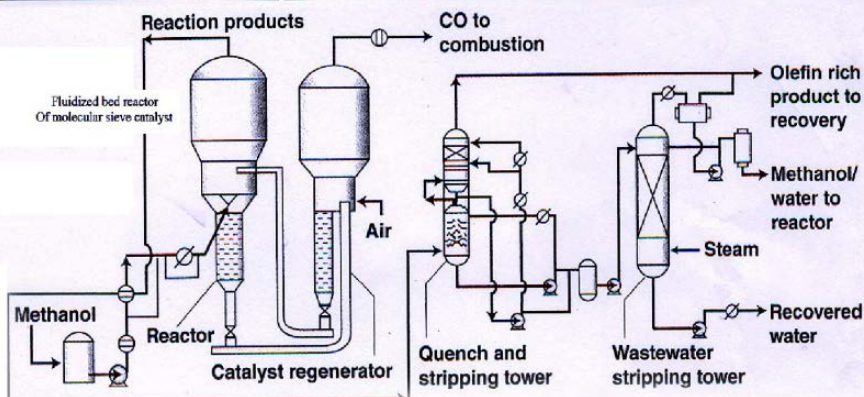 Reaction products
CO to
combustion
Fluidized bed reactor
Of molecular sieve catalyst
Olefin rich
product to
recovery
Methanol/
water to
reactor
Air
Steam
Methanol
Reactor
Catalyst regenerator
Quench and
stripping tower
Wastewater
stripping tower
Recovered
water